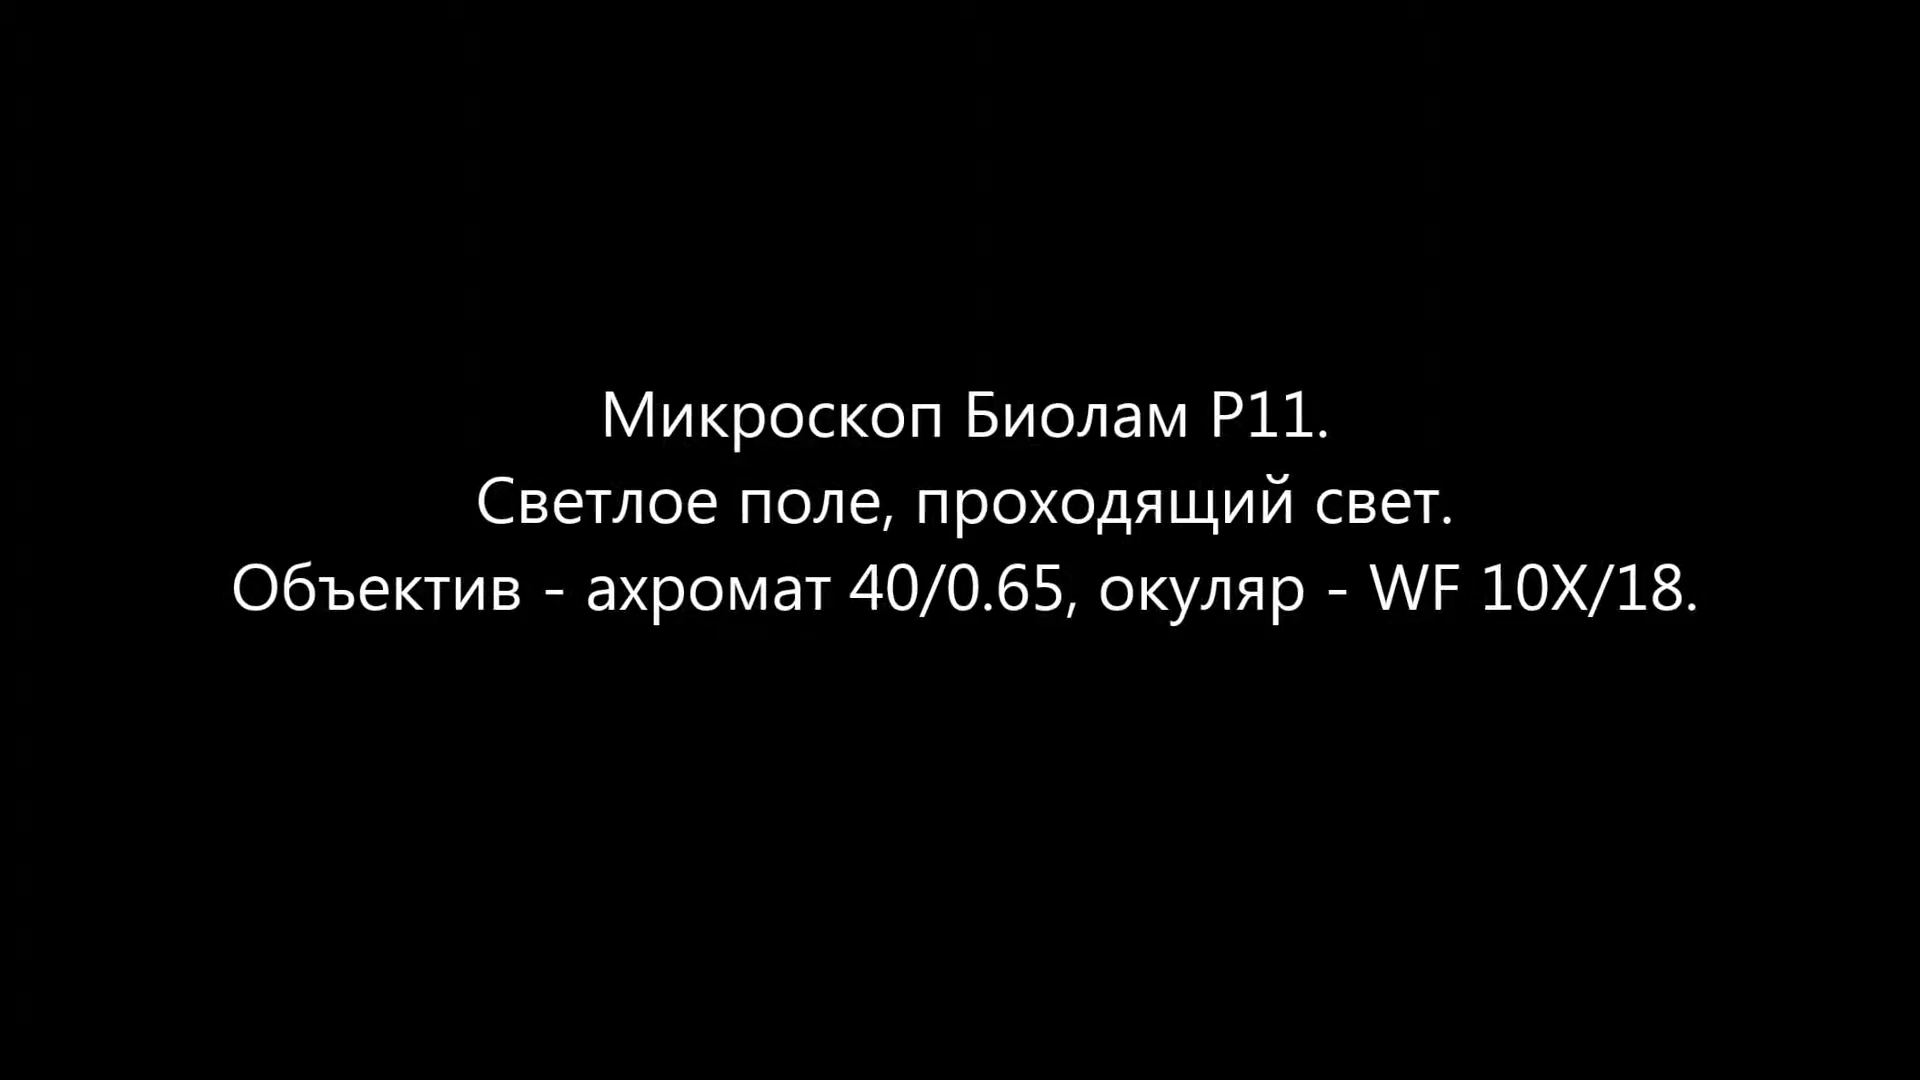 Микроскоп Биолам Р11.
Светлое поле, проходящий свет.
Объектив - ахромат 40/0.65, окуляр - WF 10X/18.